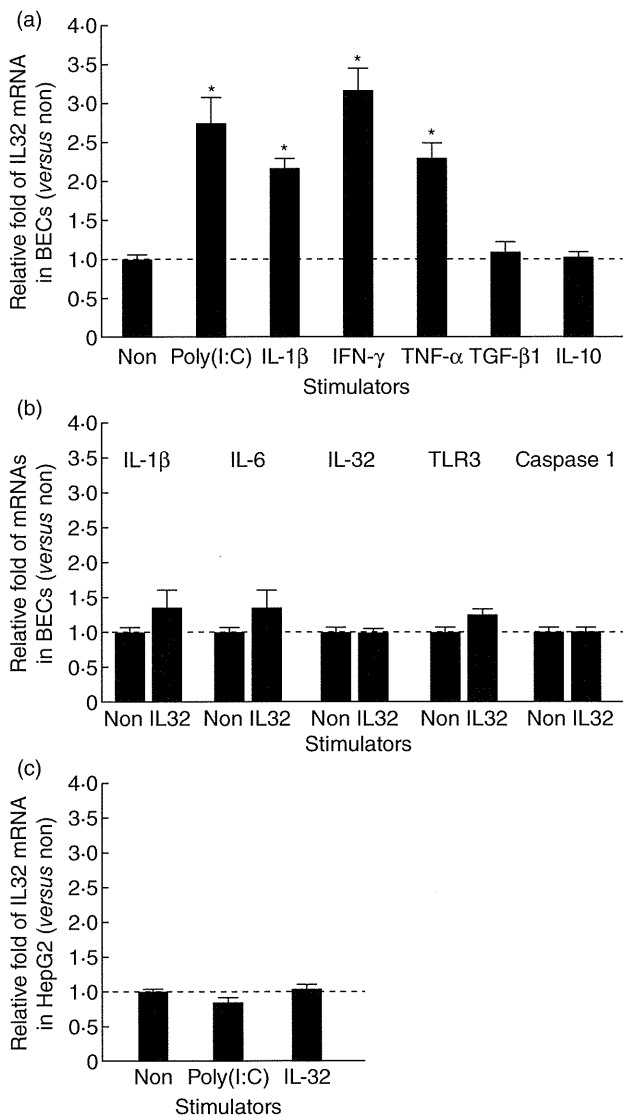 (a)
Relative fold of IL32 mRNA
in BECs (versus non)
4·0
3·5
3·0
2·5
2·0
1·5
1·0
0·5
0
* * * *
Non Poly(I:C) IL-1β IFN-γ TNF-α TGF-β1 IL-10
Stimulators
(b)
Relative fold of mRNAs
in BECs (versus non)
4·0
3·5
3·0
2·5
2·0
1·5
1·0
0·5
0
IL-1β IL-6 IL-32 TLR3 Caspase 1
Non IL32 Non IL32 Non IL32 Non IL32 Non IL32
Stimulators
(c)
Relative fold of IL32 mRNA
in HepG2 (versus non)
4·0
3·5
3·0
2·5
2·0
1·5
1·0
0·5
0
Non Poly(I:C) IL-32
Stimulators